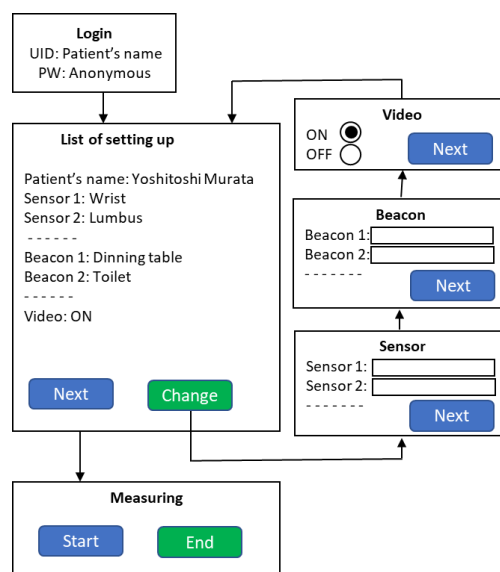 Login
UID: Patient's name
PW: Anonymous
List of setting up
Patient's name: Yoshitoshi Murata
Sensor 1: Wrist
Sensor 2: Lumbus
- - - - - -
Beacon 1: Dinning table
Beacon 2: Toilet
- - - - - -
Video: ON
Next
Change
Video
ON
OFF
Next
Beacon
Beacon 1:
Beacon 2:
- - - - - - -
Next
Sensor
Sensor 1:
Sensor 2:
- - - - - - -
Next
Measuring
Start
End